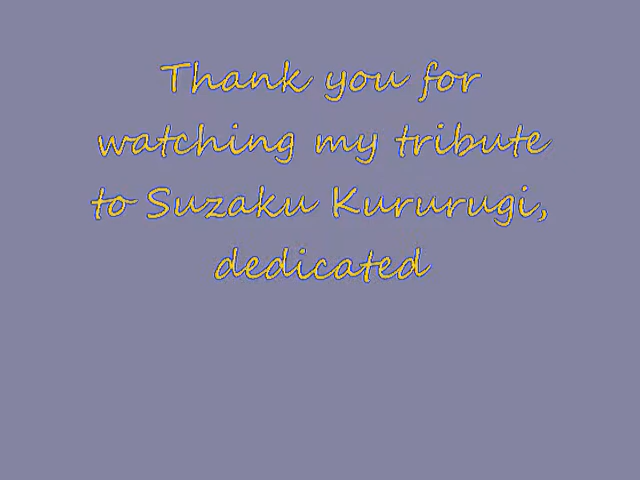 Thank you for
watching my tribute
to Suzaku Kururugi,
dedicated